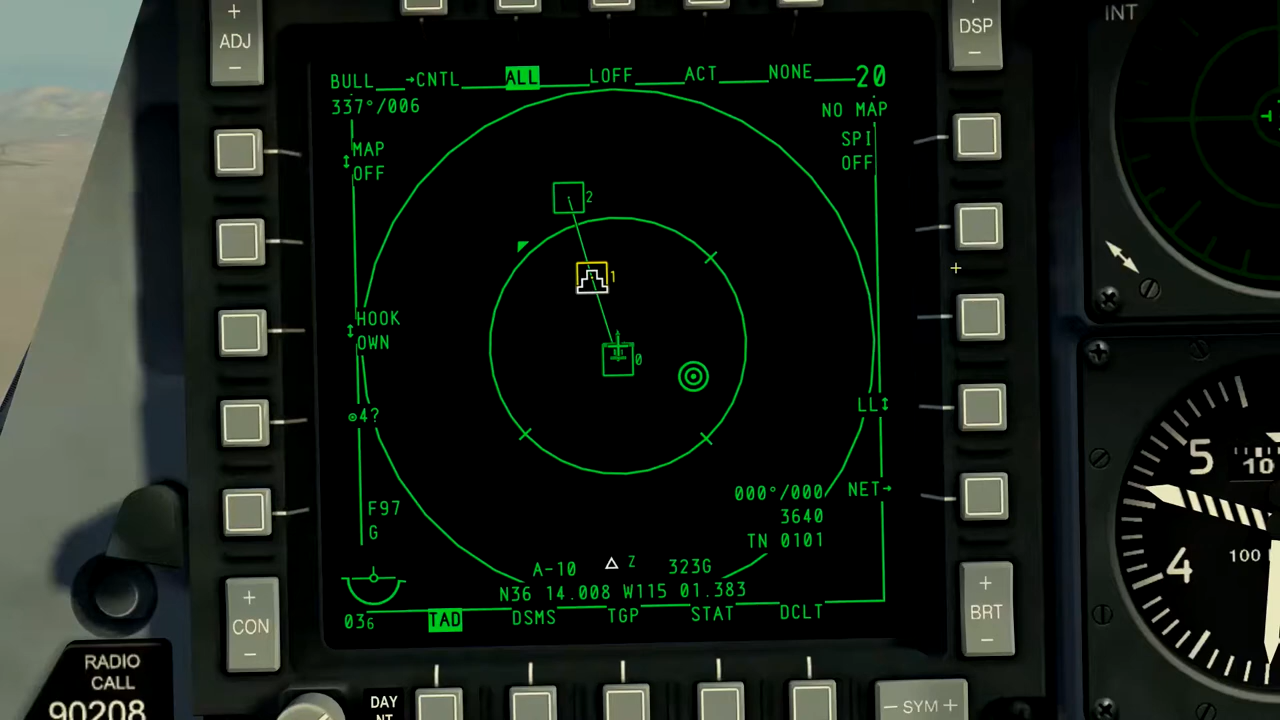 +
ADJ
−
DSP
−
INT
BULL →CNTL ALL LOFF ACT NONE 20
337°/006
NO MAP
MAP
OFF
SPI
OFF
2
1
0
HOOK
OWN
⊙4?
LL↕
F97
G
000°/000
3640
TN 0101
NET→
A-10 Z 323G
N36 14.008 W115 01.383
036 TAD DSMS TGP STAT DCLT
+
CON
−
+
BRT
−
RADIO
CALL
90208
DAY
NT
− SYM +
5
10
4
100